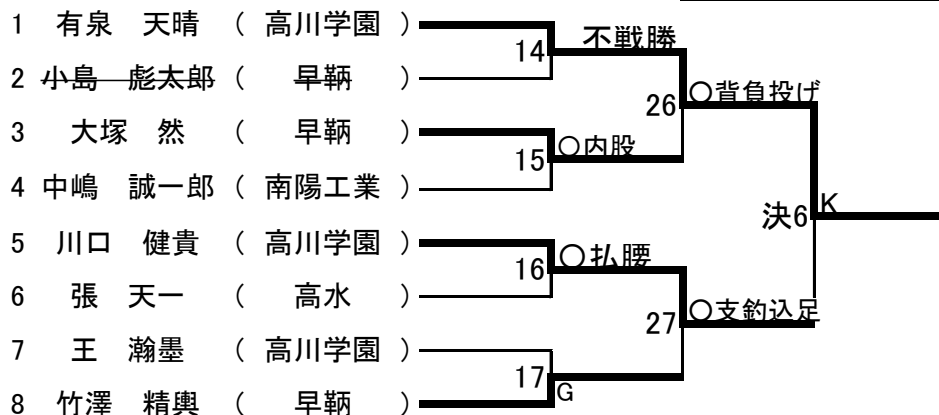 1 有泉 天晴 ( 高川学園 )
14 不戦勝
2 小島 彪太郎 ( 早鞆 )
26 ○背負投げ
3 大塚 然 ( 早鞆 )
15 ○内股
4 中嶋 誠一郎 ( 南陽工業 )
決6 K
5 川口 健貴 ( 高川学園 )
16 ○払腰
6 張 天一 ( 高水 )
27 ○支釣込足
7 王 瀚墨 ( 高川学園 )
17 G
8 竹澤 精輿 ( 早鞆 )